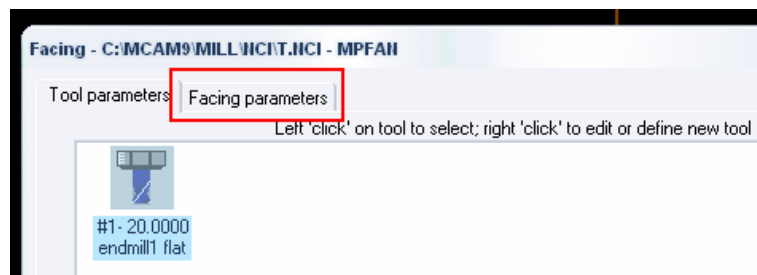 Facing - C:\MCAM9\MILL\NCI\T.NCI - MPFAN
Tool parameters Facing parameters
Left 'click' on tool to select; right 'click' to edit or define new tool
#1- 20.0000
endmill1 flat